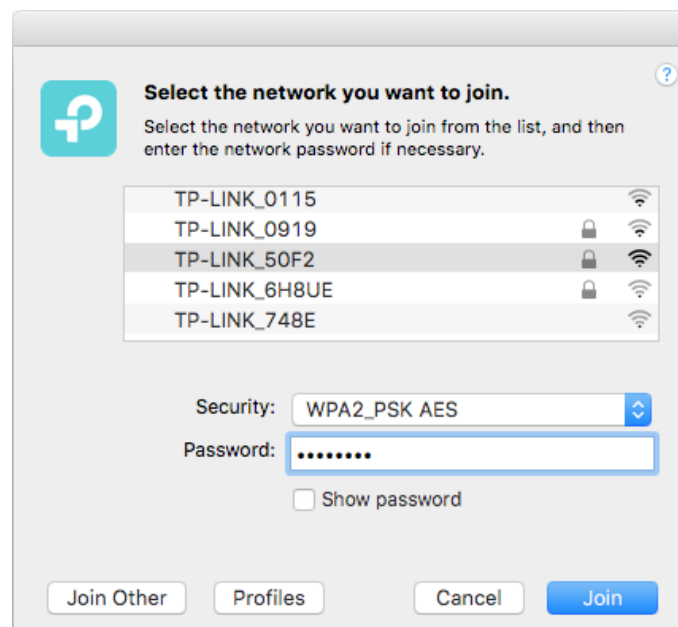 ?
Select the network you want to join.
Select the network you want to join from the list, and then
enter the network password if necessary.
TP-LINK_0115
TP-LINK_0919
TP-LINK_50F2
TP-LINK_6H8UE
TP-LINK_748E
Security: WPA2_PSK AES
Password: ••••••••
Show password
Join Other Profiles Cancel Join